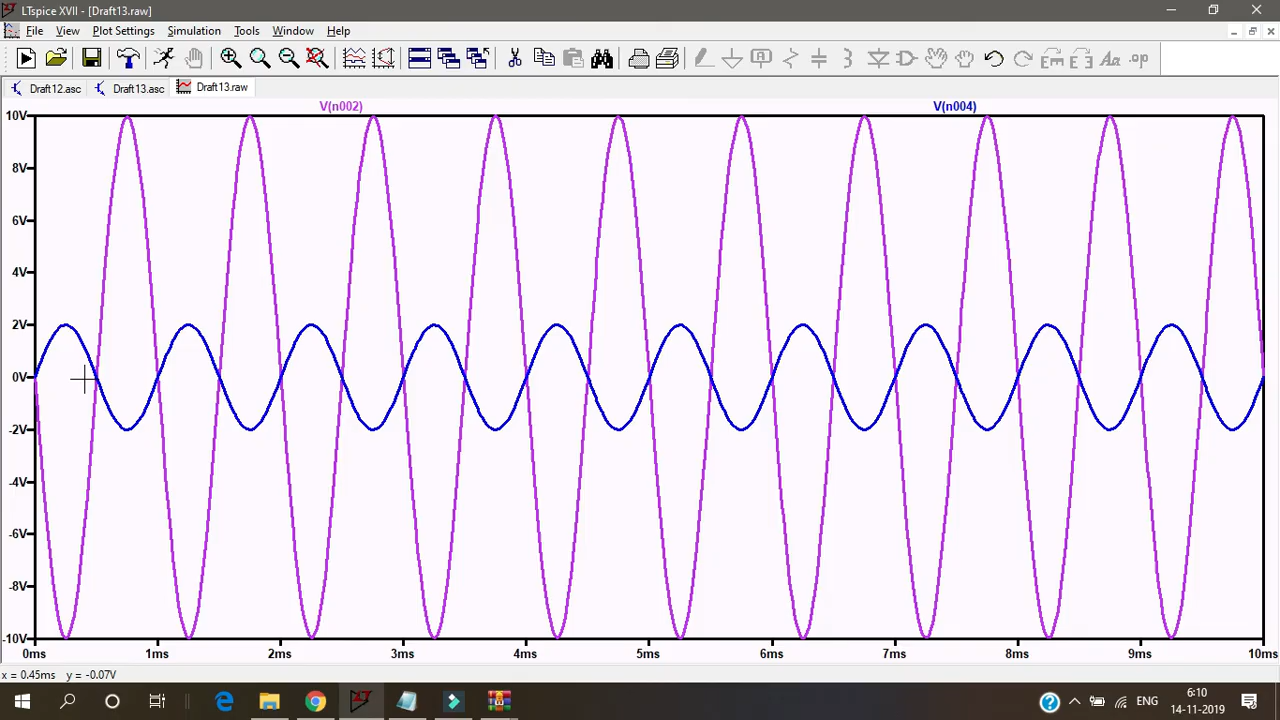 LTspice XVII - [Draft13.raw]
File View Plot Settings Simulation Tools Window Help
.op
Draft12.asc Draft13.asc Draft13.raw
V(n002) V(n004)
10V
8V
6V
4V
2V
0V
-2V
-4V
-6V
-8V
-10V
0ms 1ms 2ms 3ms 4ms 5ms 6ms 7ms 8ms 9ms 10ms
x = 0.45ms y = -0.07V
ENG
6:10
14-11-2019